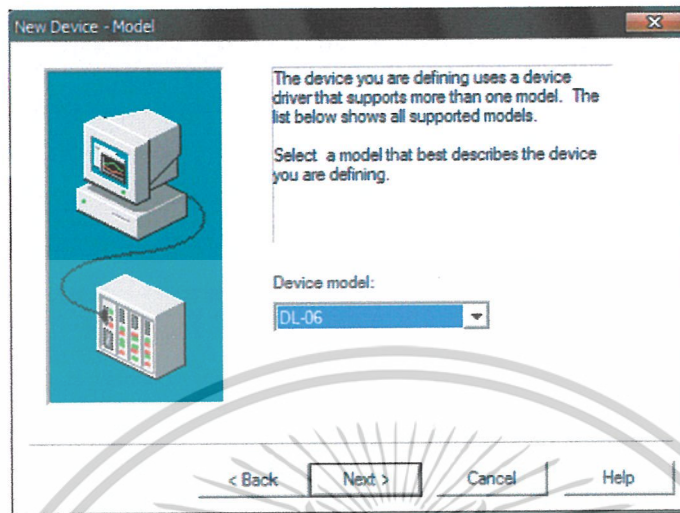 New Device - Model
The device you are defining uses a device
driver that supports more than one model. The
list below shows all supported models.
Select a model that best describes the device
you are defining.
Device model:
DL-06
< Back
Next >
Cancel
Help